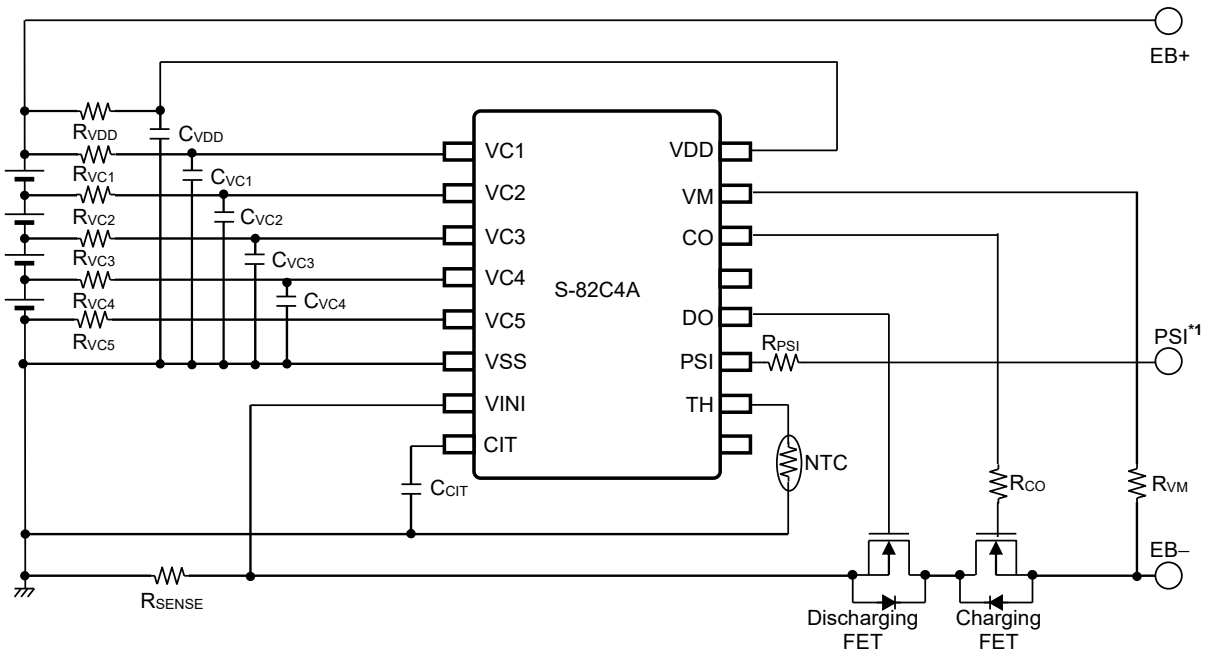 EB+
RVDD
CVDD
RVC1
CVC1
RVC2
CVC2
RVC3
CVC3
RVC4
CVC4
RVC5
VC1
VC2
VC3
VC4
VC5
VSS
VINI
CIT
S-82C4A
VDD
VM
CO
DO
PSI
TH
RPSI
PSI*1
NTC
CCIT
RCO
RVM
EB−
RSENSE
Discharging
FET
Charging
FET